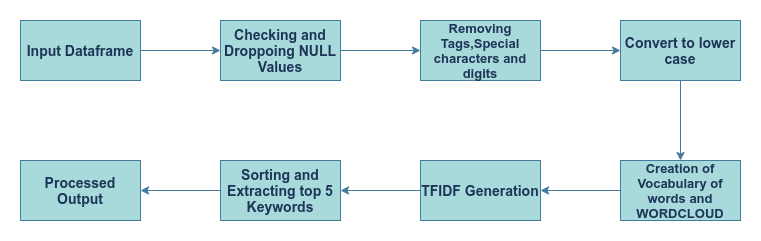 Input Dataframe
Checking and
Droppoing NULL
Values
Removing
Tags,Special
characters and
digits
Convert to lower
case
Creation of
Vocabulary of
words and
WORDCLOUD
TFIDF Generation
Sorting and
Extracting top 5
Keywords
Processed
Output